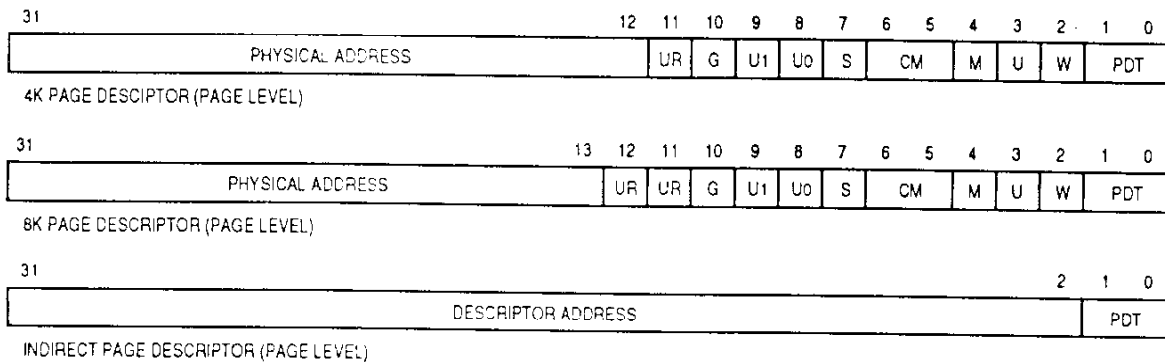 31 12 11 10 9 8 7 6 5 4 3 2 1 0
PHYSICAL ADDRESS UR G U1 U0 S CM M U W PDT
4K PAGE DESCIPTOR (PAGE LEVEL)
31 13 12 11 10 9 8 7 6 5 4 3 2 1 0
PHYSICAL ADDRESS UR UR G U1 U0 S CM M U W PDT
8K PAGE DESCRIPTOR (PAGE LEVEL)
31 2 1 0
DESCRIPTOR ADDRESS PDT
INDIRECT PAGE DESCRIPTOR (PAGE LEVEL)